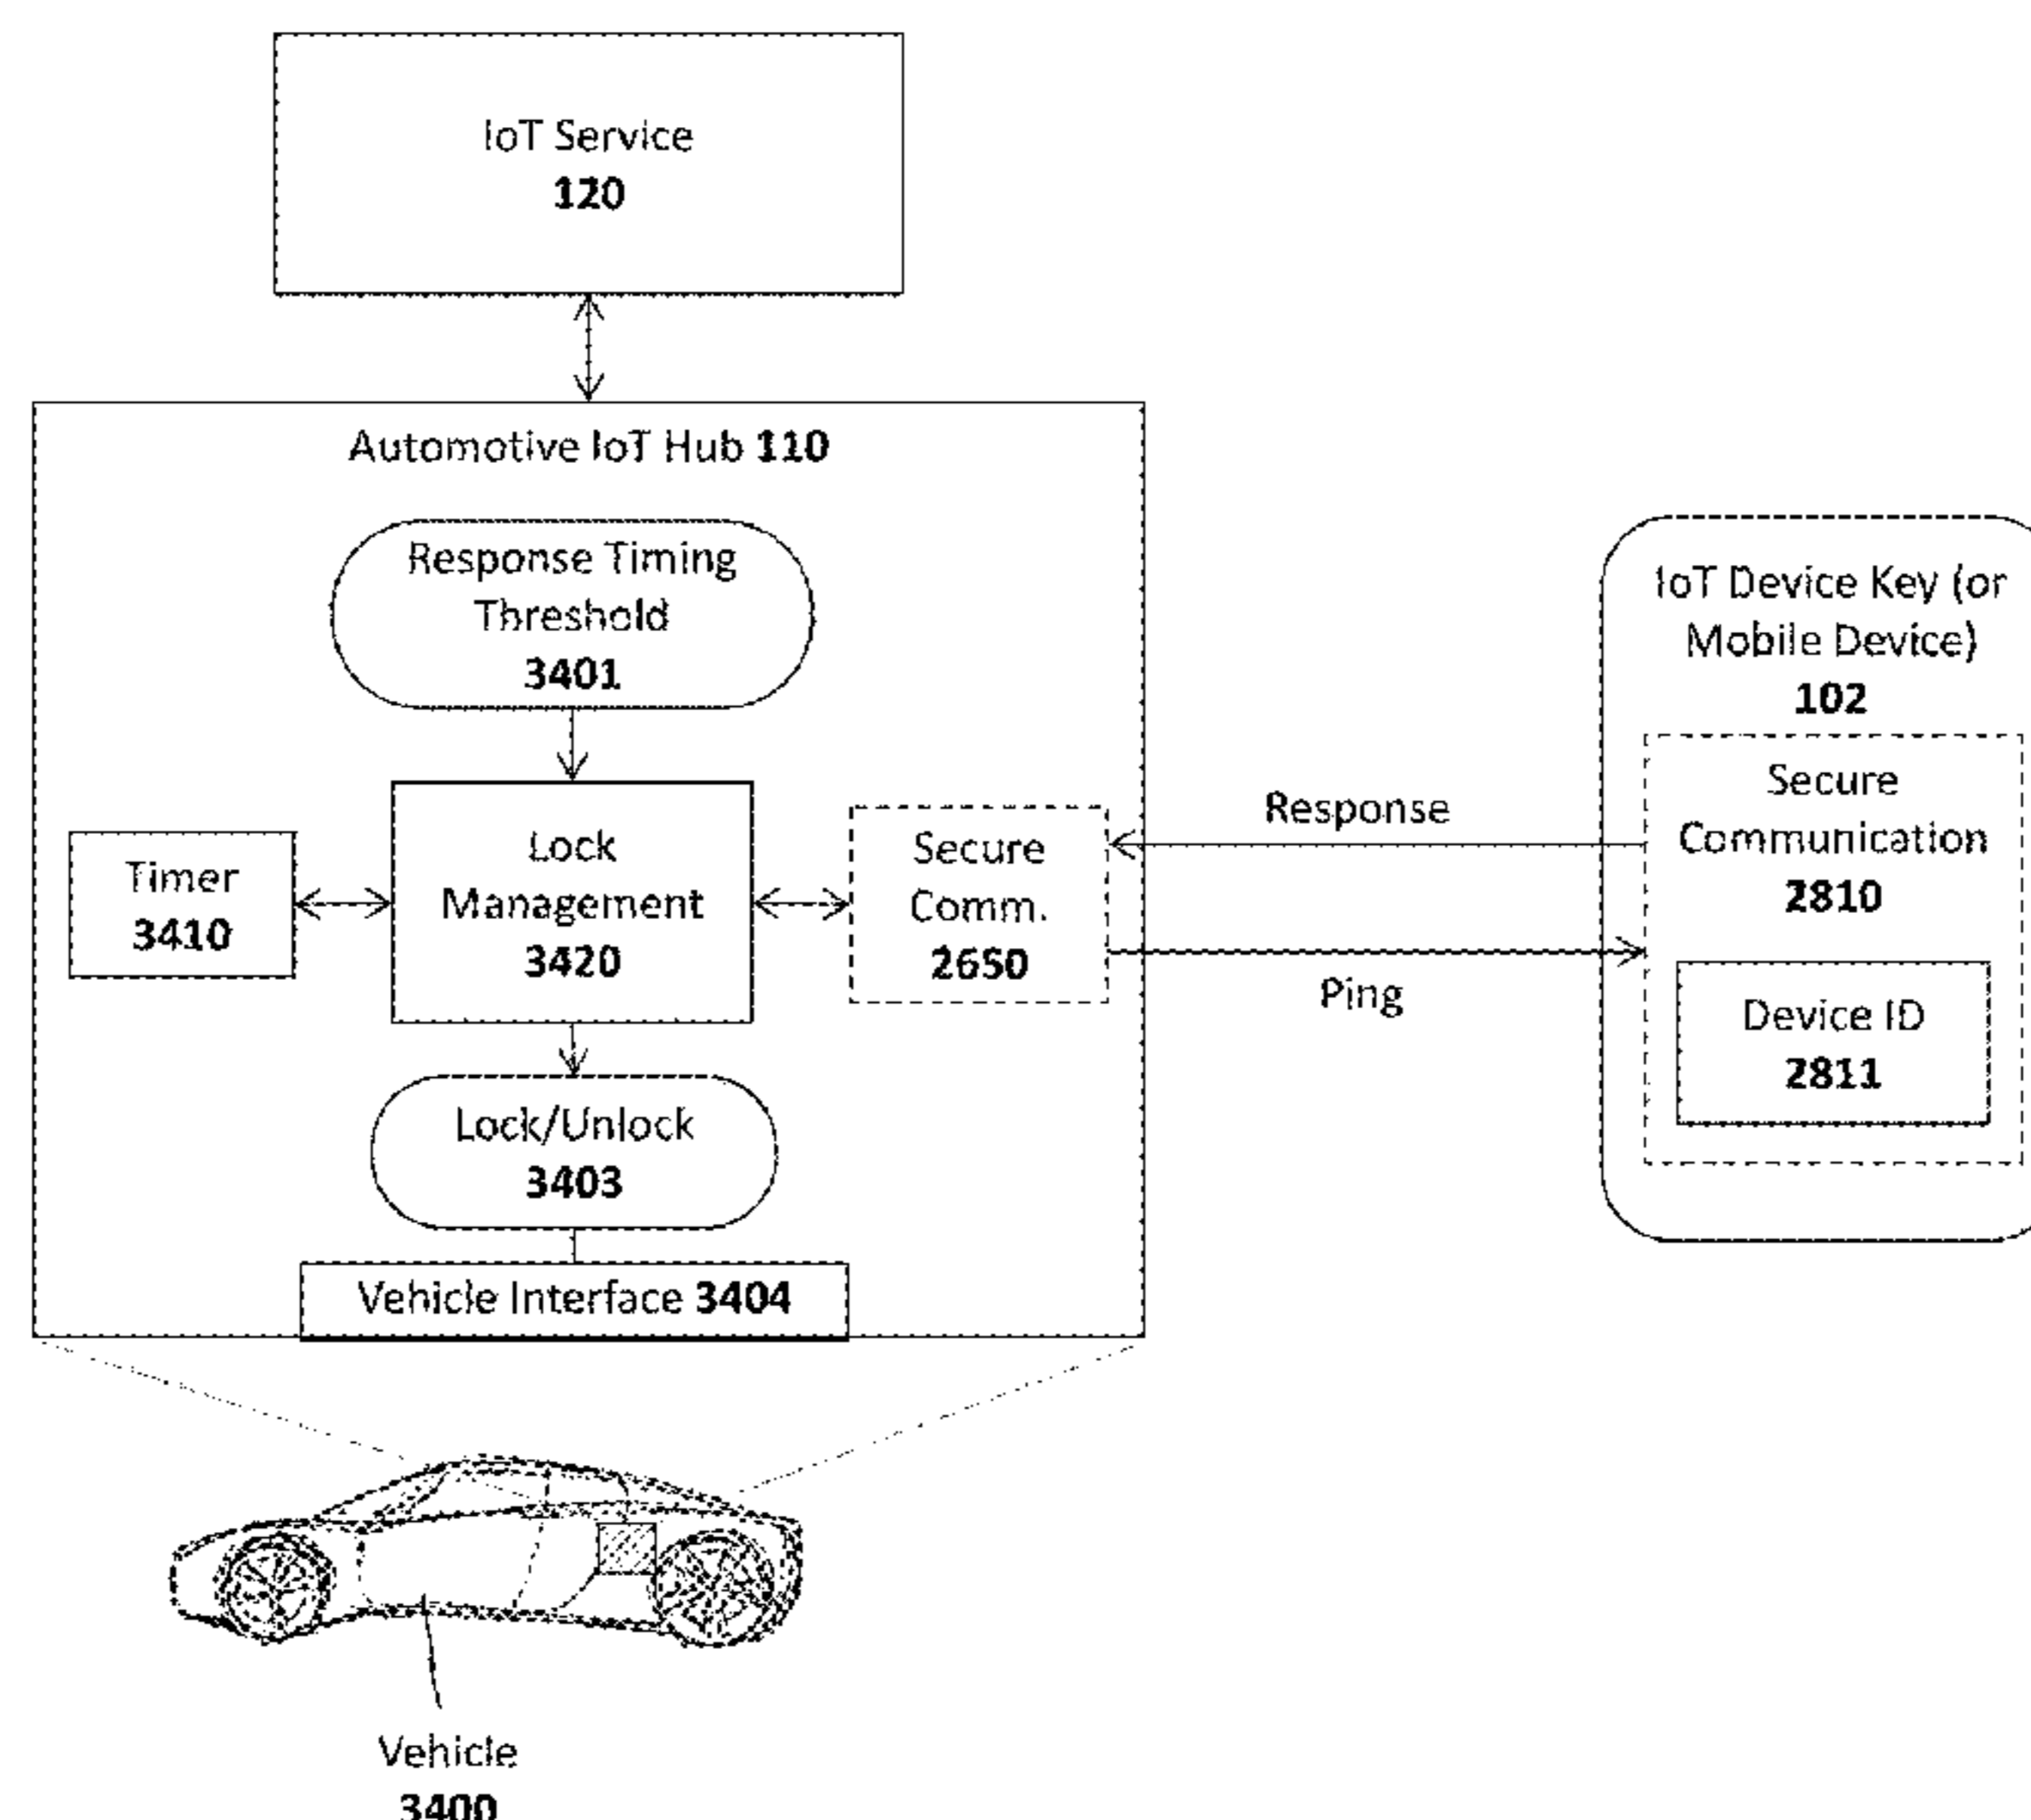 IoT Service
120
Automotive IoT Hub 110
Response Timing
Threshold
3401
Timer
3410
Lock
Management
3420
Secure
Comm.
2650
Response
Ping
IoT Device Key (or
Mobile Device)
102
Secure
Communication
2810
Device ID
2811
Lock/Unlock
3403
Vehicle Interface 3404
Vehicle
3400